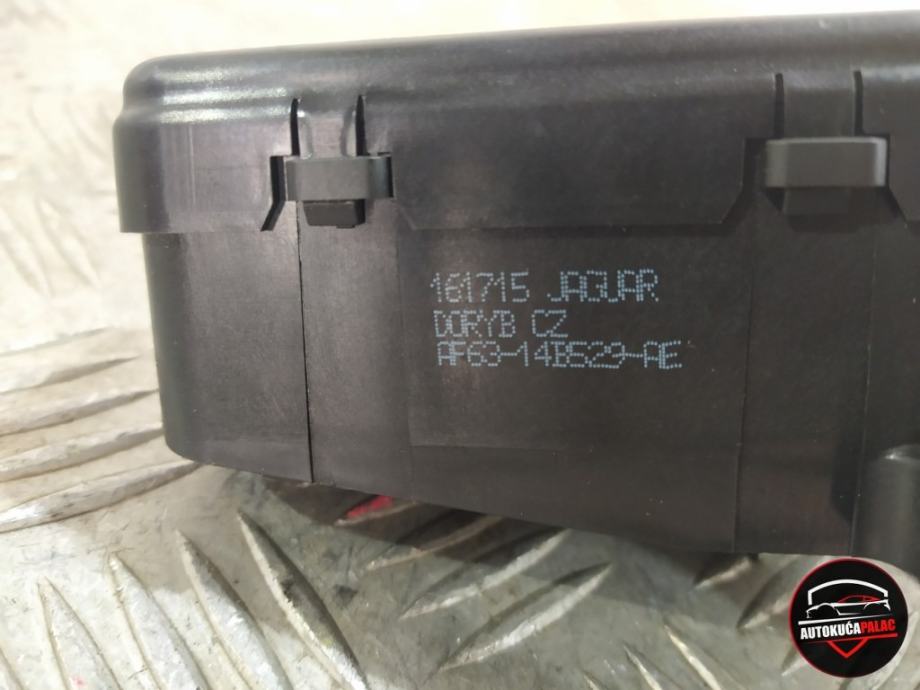 161715 JAGUAR
DORYB CZ
AF63-14B529-AE
AUTOKUĆAPALAC